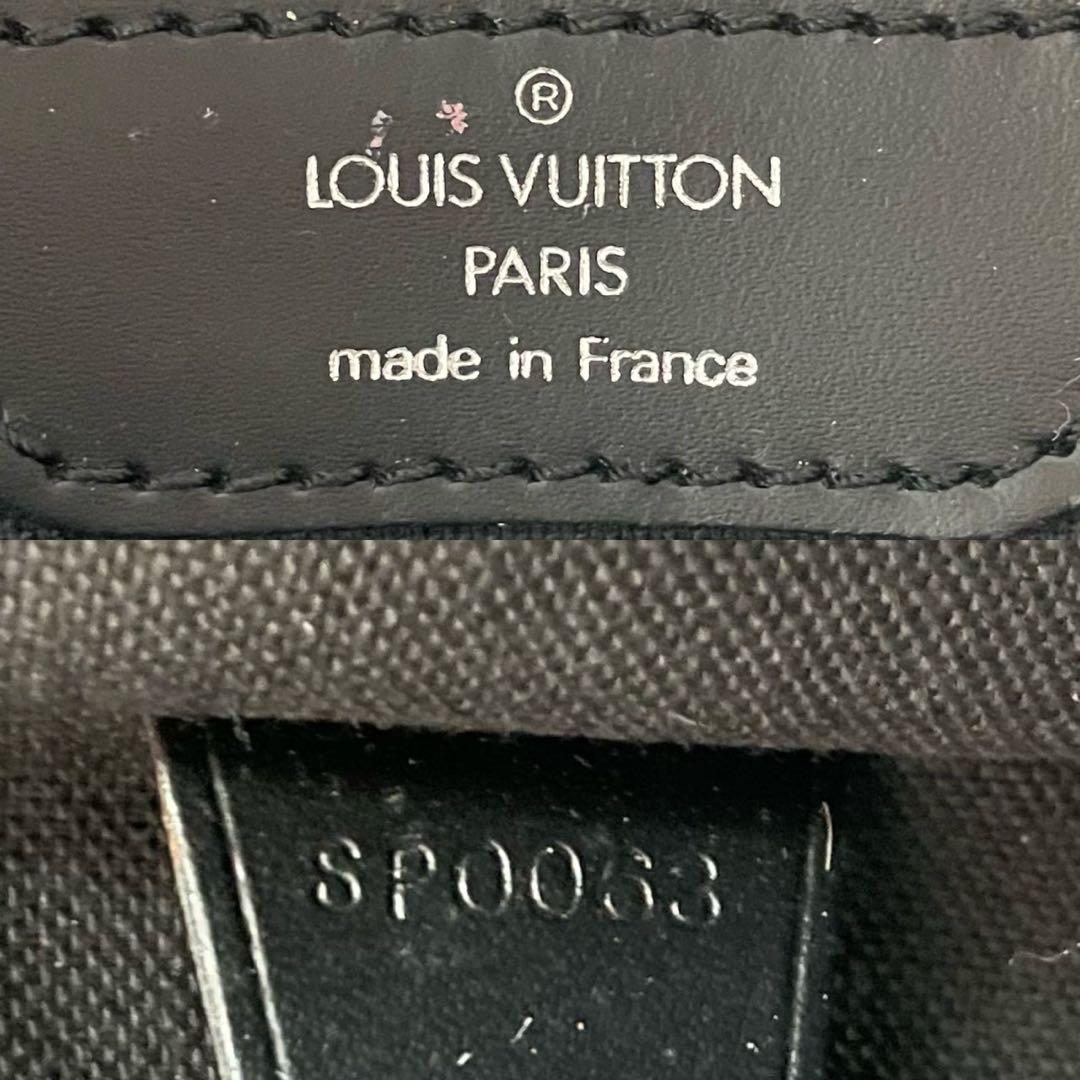 ®
LOUIS VUITTON
PARIS
made in France
SP0063